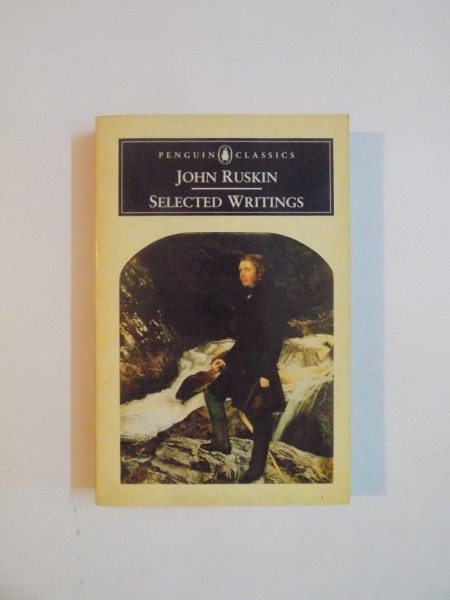 PENGUIN CLASSICS
JOHN RUSKIN
SELECTED WRITINGS